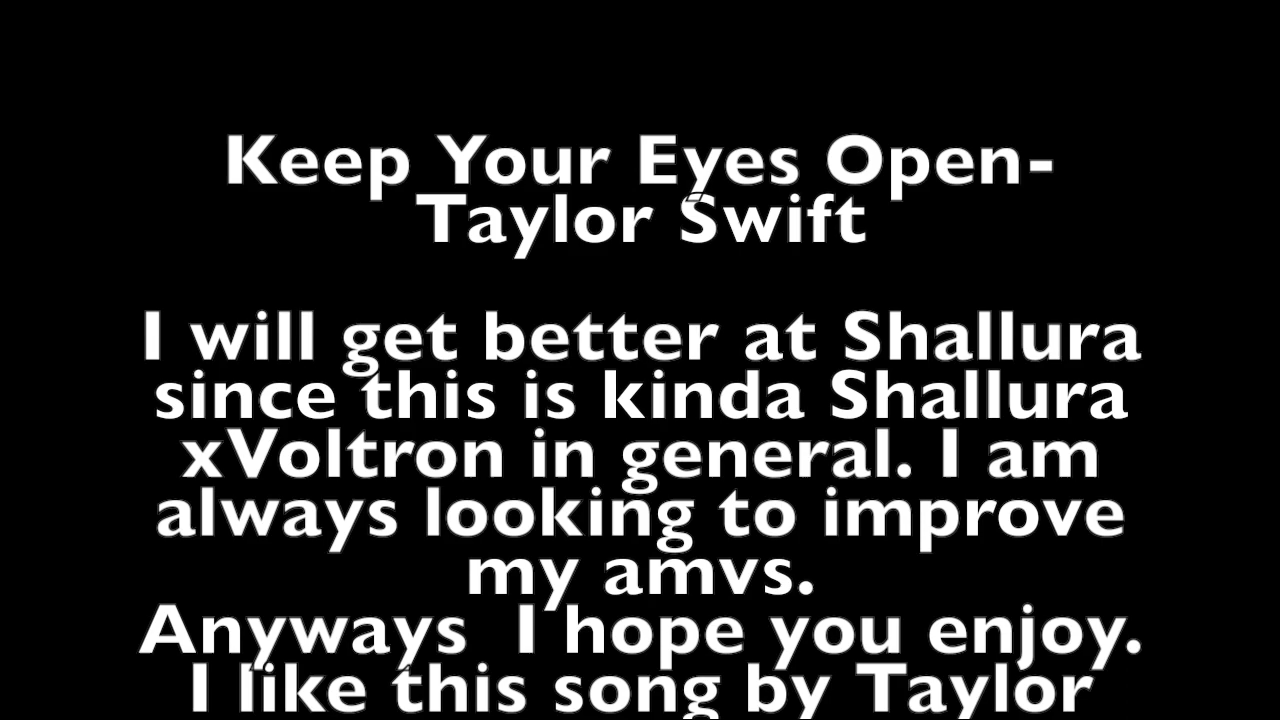 Keep Your Eyes Open-
Taylor Swift
I will get better at Shallura
since this is kinda Shallura
xVoltron in general. I am
always looking to improve
my amvs.
Anyways  I hope you enjoy.
I like this song by Taylor